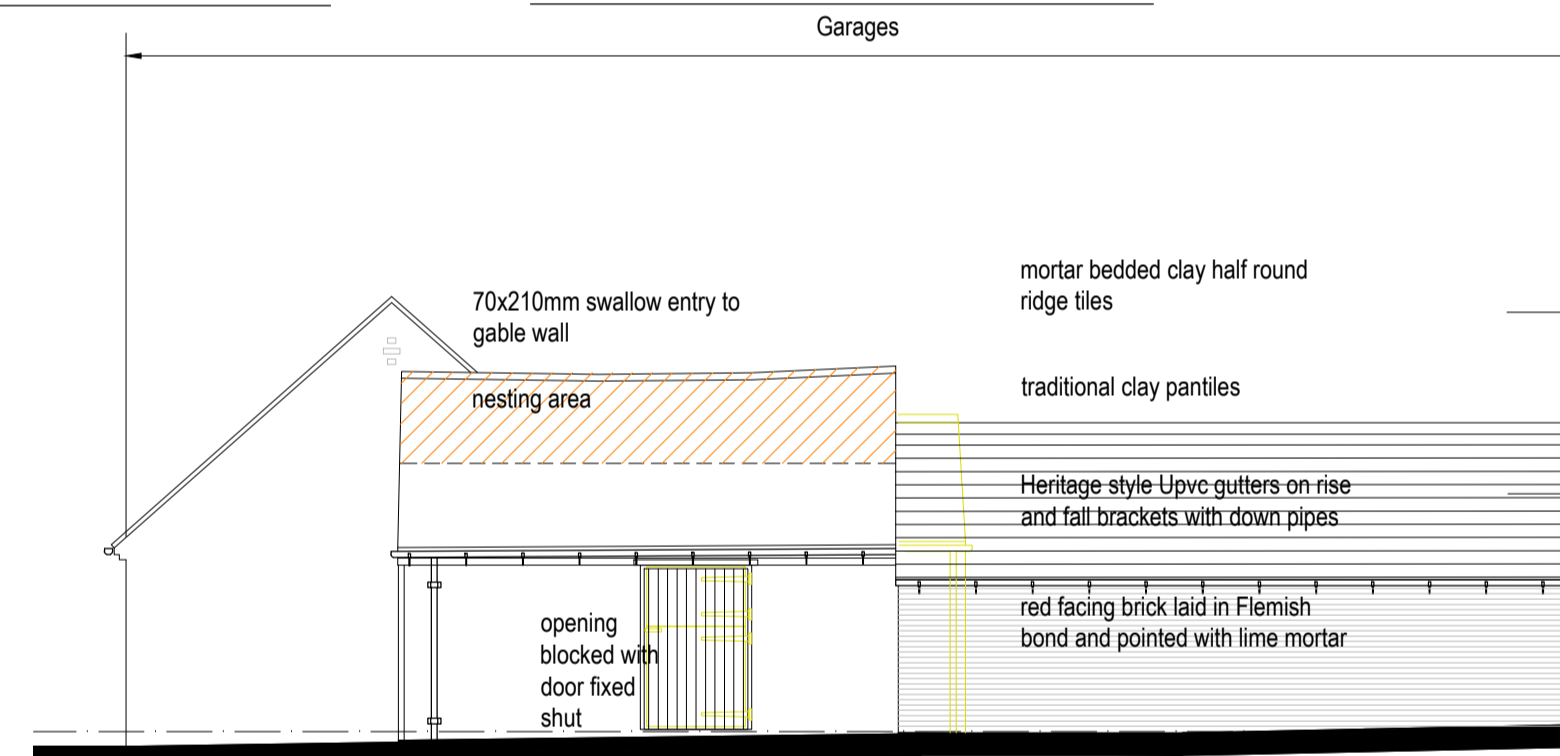 Garages
70x210mm swallow entry to
gable wall
mortar bedded clay half round
ridge tiles
nesting area
traditional clay pantiles
Heritage style Upvc gutters on rise
and fall brackets with down pipes
opening
blocked with
door fixed
shut
red facing brick laid in Flemish
bond and pointed with lime mortar